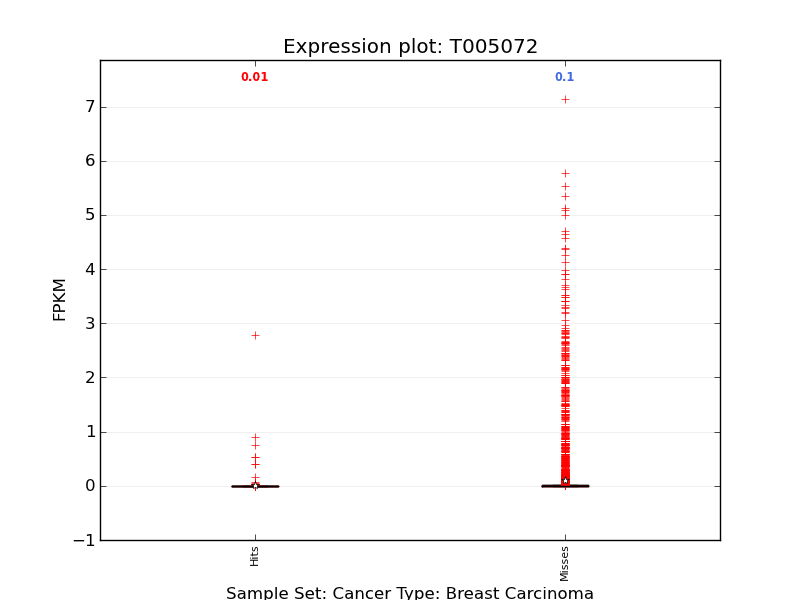 Expression plot: T005072
0.01
0.1
7
6
5
4
3
2
1
0
−1
FPKM
Hits
Misses
Sample Set: Cancer Type: Breast Carcinoma